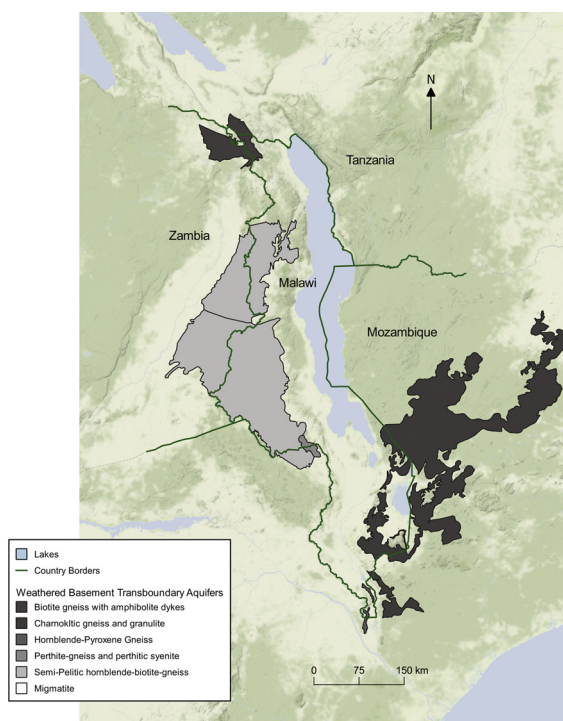 N
Tanzania
Zambia
Malawi
Mozambique
Lakes
Country Borders
Weathered Basement Transboundary Aquifers
Biotite gneiss with amphibolite dykes
Charnokltic gneiss and granulite
Hornblende-Pyroxene Gneiss
Perthite-gneiss and perthitic syenite
Semi-Pelitic hornblende-biotite-gneiss
Migmatite
0 75 150 km